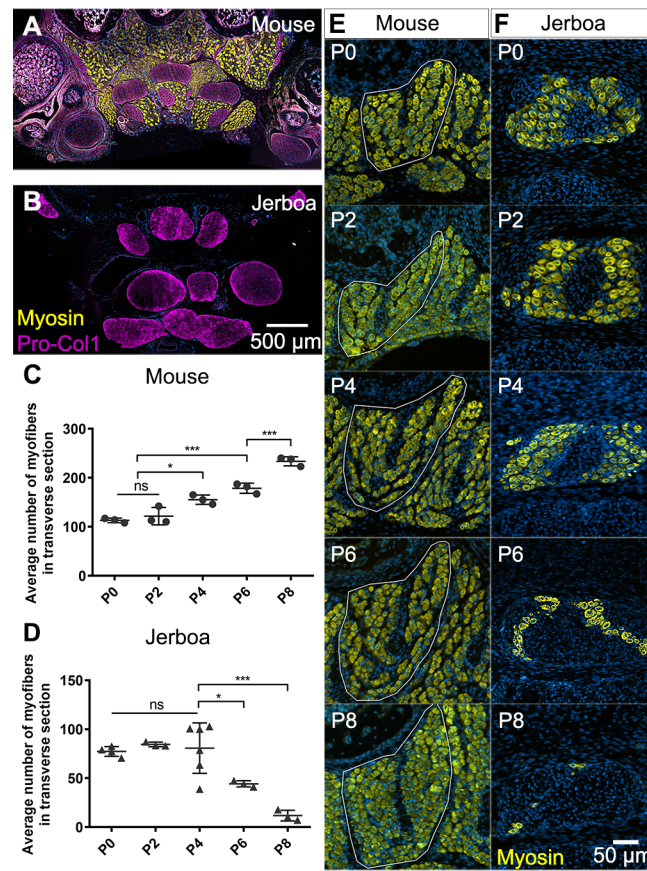 A
Mouse
B
Jerboa
Myosin
Pro-Col1
500 µm
C
Mouse
Average number of myofibers
in transverse section
300
200
100
0
ns
*
***
***
P0
P2
P4
P6
P8
D
Jerboa
Average number of myofibers
in transverse section
150
100
50
0
ns
*
***
P0
P2
P4
P6
P8
E
Mouse
F
Jerboa
P0
P0
P2
P2
P4
P4
P6
P6
P8
P8
Myosin
50 µm